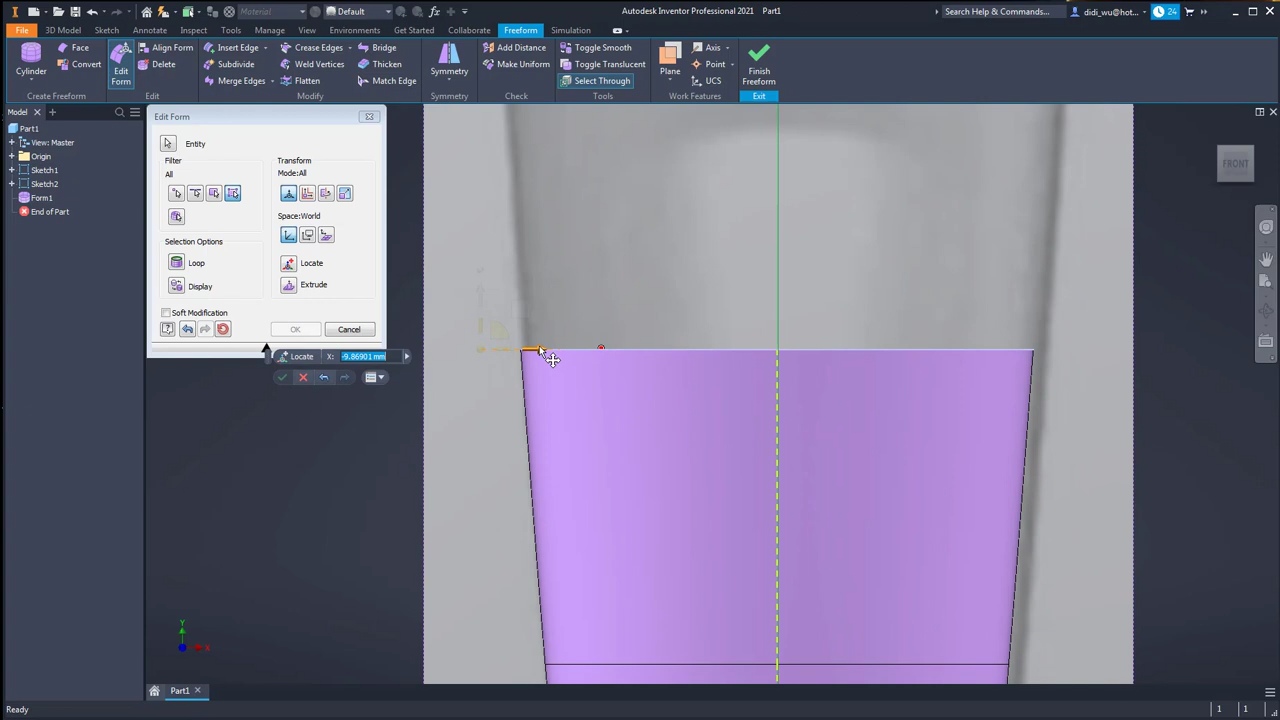 Material
Default
Autodesk Inventor Professional 2021 Part1
Search Help & Commands...
didi_wu@hot...
24
File
3D Model
Sketch
Annotate
Inspect
Tools
Manage
View
Environments
Get Started
Collaborate
Freeform
Simulation
Cylinder
Face
Convert
Create Freeform
Edit
Form
Align Form
Delete
Edit
Insert Edge
Subdivide
Merge Edges
Crease Edges
Weld Vertices
Flatten
Bridge
Thicken
Match Edge
Modify
Symmetry
Symmetry
Add Distance
Make Uniform
Check
Toggle Smooth
Toggle Translucent
Select Through
Tools
Plane
Axis
Point
UCS
Work Features
Finish
Freeform
Exit
Model
Part1
View: Master
Origin
Sketch1
Sketch2
Form1
End of Part
Edit Form
Entity
Filter
All
Selection Options
Loop
Display
Soft Modification
Transform
Mode:All
Space:World
Locate
Extrude
OK
Cancel
Locate X: -9.86901 mm
FRONT
Y
X
Part1
Ready
1 1